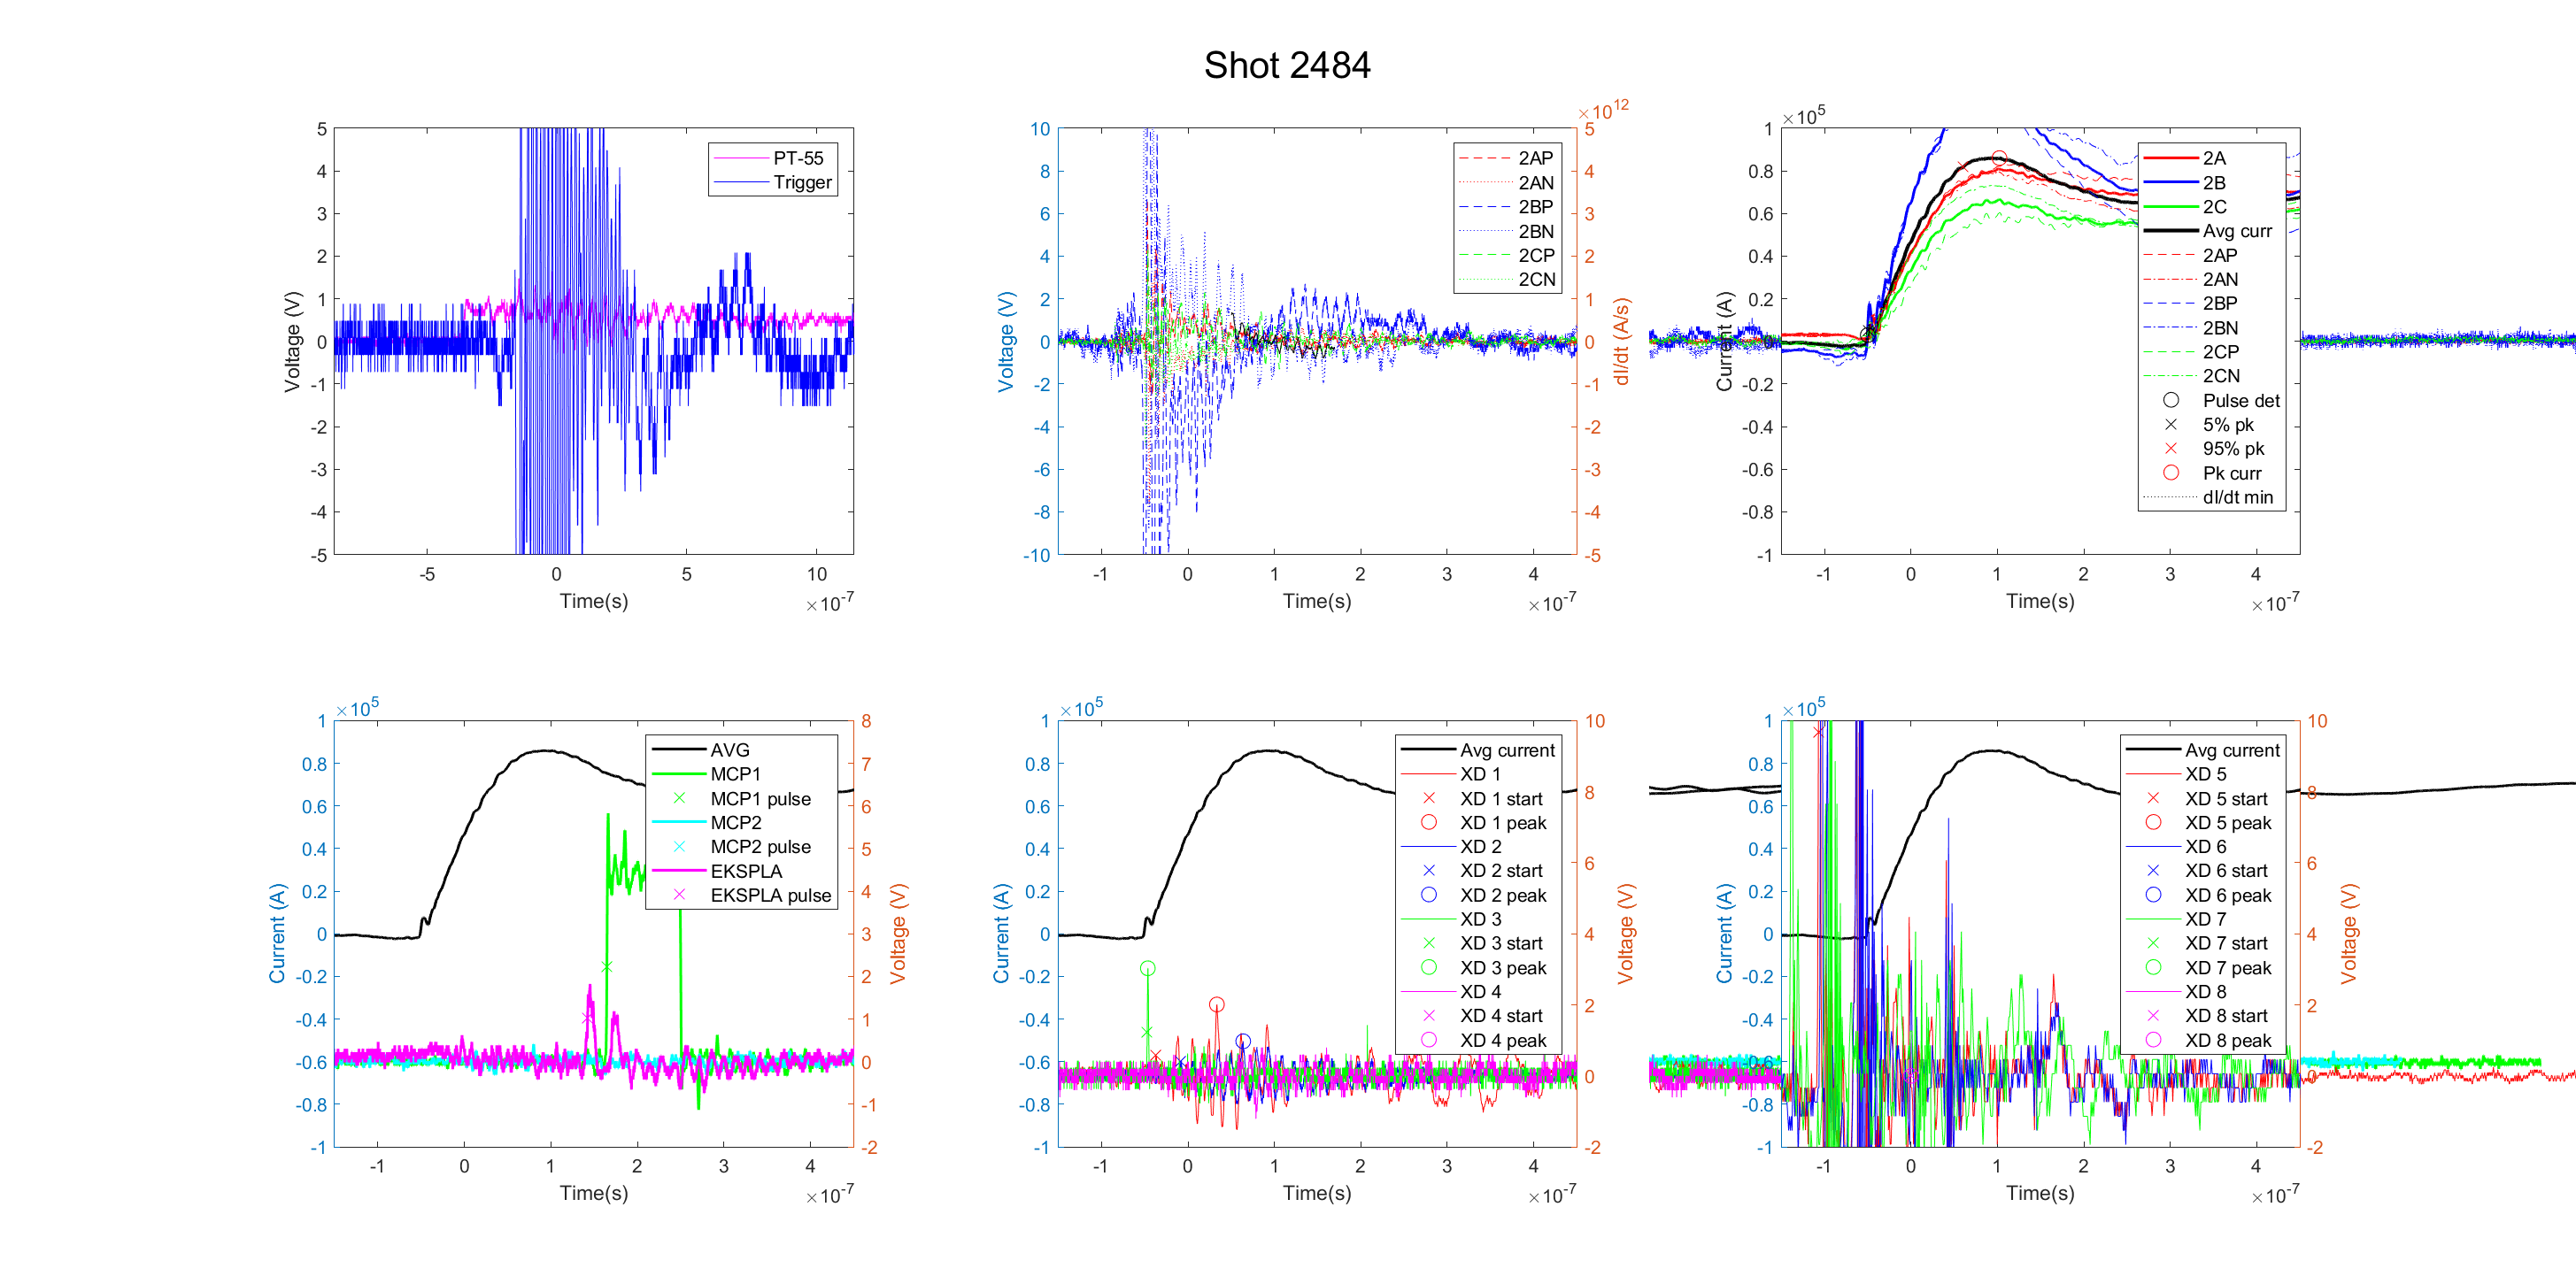 Shot 2484
5
4
3
2
1
0
-1
-2
-3
-4
-5
Voltage (V)
-5 0 5 10
Time(s)
×10-7
PT-55
Trigger
10
8
6
4
2
0
-2
-4
-6
-8
-10
Voltage (V)
-1 0 1 2 3 4
Time(s)
×10-7
×1012
5
4
3
2
1
0
-1
-2
-3
-4
-5
dI/dt (A/s)
2AP
2AN
2BP
2BN
2CP
2CN
×105
1
0.8
0.6
0.4
0.2
0
-0.2
-0.4
-0.6
-0.8
-1
Current (A)
-1 0 1 2 3 4
Time(s)
×10-7
2A
2B
2C
Avg curr
2AP
2AN
2BP
2BN
2CP
2CN
Pulse det
5% pk
95% pk
Pk curr
dI/dt min
×105
1
0.8
0.6
0.4
0.2
0
-0.2
-0.4
-0.6
-0.8
-1
Current (A)
-1 0 1 2 3 4
Time(s)
×10-7
8
7
6
5
4
3
2
1
0
-1
-2
Voltage (V)
AVG
MCP1
MCP1 pulse
MCP2
MCP2 pulse
EKSPLA
EKSPLA pulse
×105
1
0.8
0.6
0.4
0.2
0
-0.2
-0.4
-0.6
-0.8
-1
Current (A)
-1 0 1 2 3 4
Time(s)
×10-7
10
8
6
4
2
0
-2
Voltage (V)
Avg current
XD 1
XD 1 start
XD 1 peak
XD 2
XD 2 start
XD 2 peak
XD 3
XD 3 start
XD 3 peak
XD 4
XD 4 start
XD 4 peak
×105
1
0.8
0.6
0.4
0.2
0
-0.2
-0.4
-0.6
-0.8
-1
Current (A)
-1 0 1 2 3 4
Time(s)
×10-7
10
8
6
4
2
0
-2
Voltage (V)
Avg current
XD 5
XD 5 start
XD 5 peak
XD 6
XD 6 start
XD 6 peak
XD 7
XD 7 start
XD 7 peak
XD 8
XD 8 start
XD 8 peak